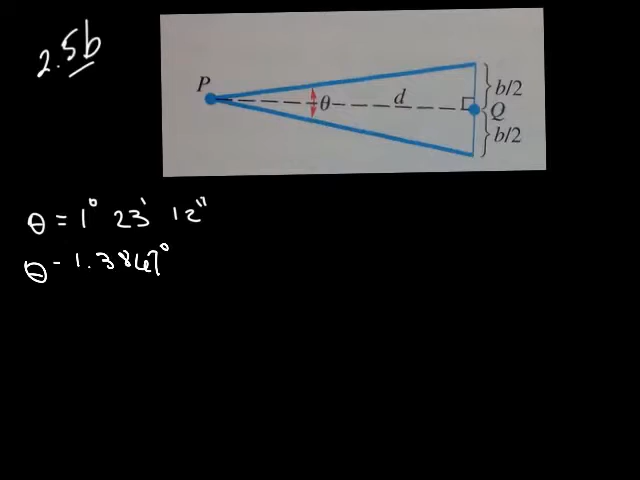 2.5b
P
θ
d
b/2
Q
b/2
θ = 1° 23' 12"
θ = 1.3867°